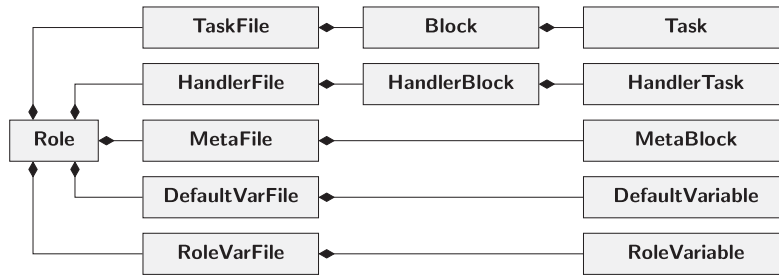 TaskFile Block Task
HandlerFile HandlerBlock HandlerTask
Role MetaFile MetaBlock
DefaultVarFile DefaultVariable
RoleVarFile RoleVariable